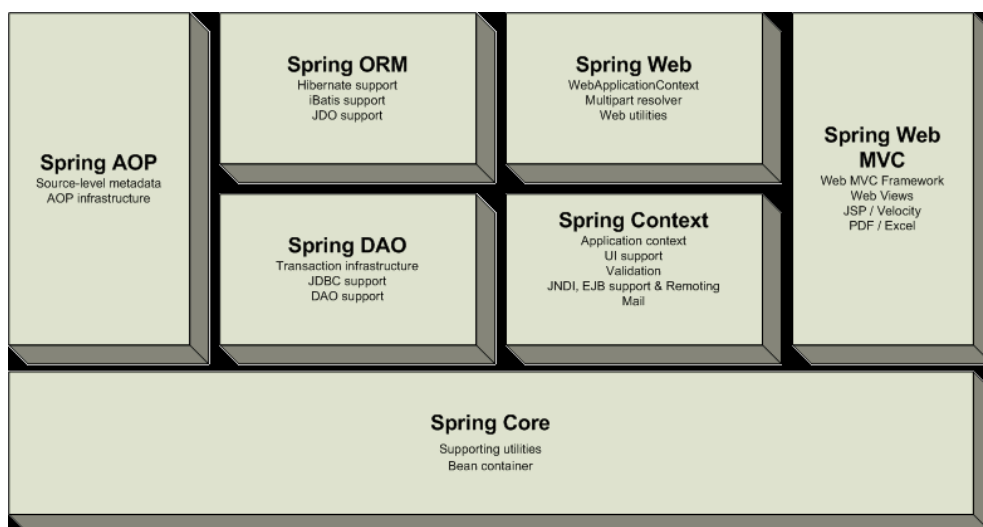 Spring AOP
Source-level metadata
AOP infrastructure
Spring ORM
Hibernate support
iBatis support
JDO support
Spring DAO
Transaction infrastructure
JDBC support
DAO support
Spring Web
WebApplicationContext
Multipart resolver
Web utilities
Spring Context
Application context
UI support
Validation
JNDI, EJB support & Remoting
Mail
Spring Web
MVC
Web MVC Framework
Web Views
JSP / Velocity
PDF / Excel
Spring Core
Supporting utilities
Bean container